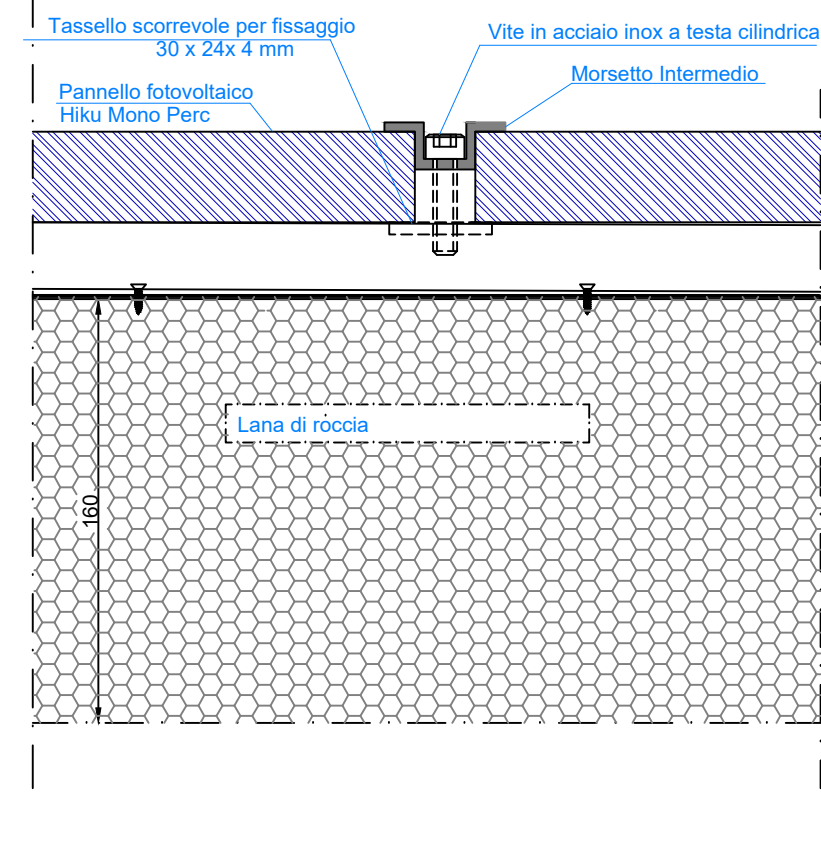 Tassello scorrevole per fissaggio
30 x 24x 4 mm
Vite in acciaio inox a testa cilindrica
Morsetto Intermedio
Pannello fotovoltaico
Hiku Mono Perc
Lana di roccia
160